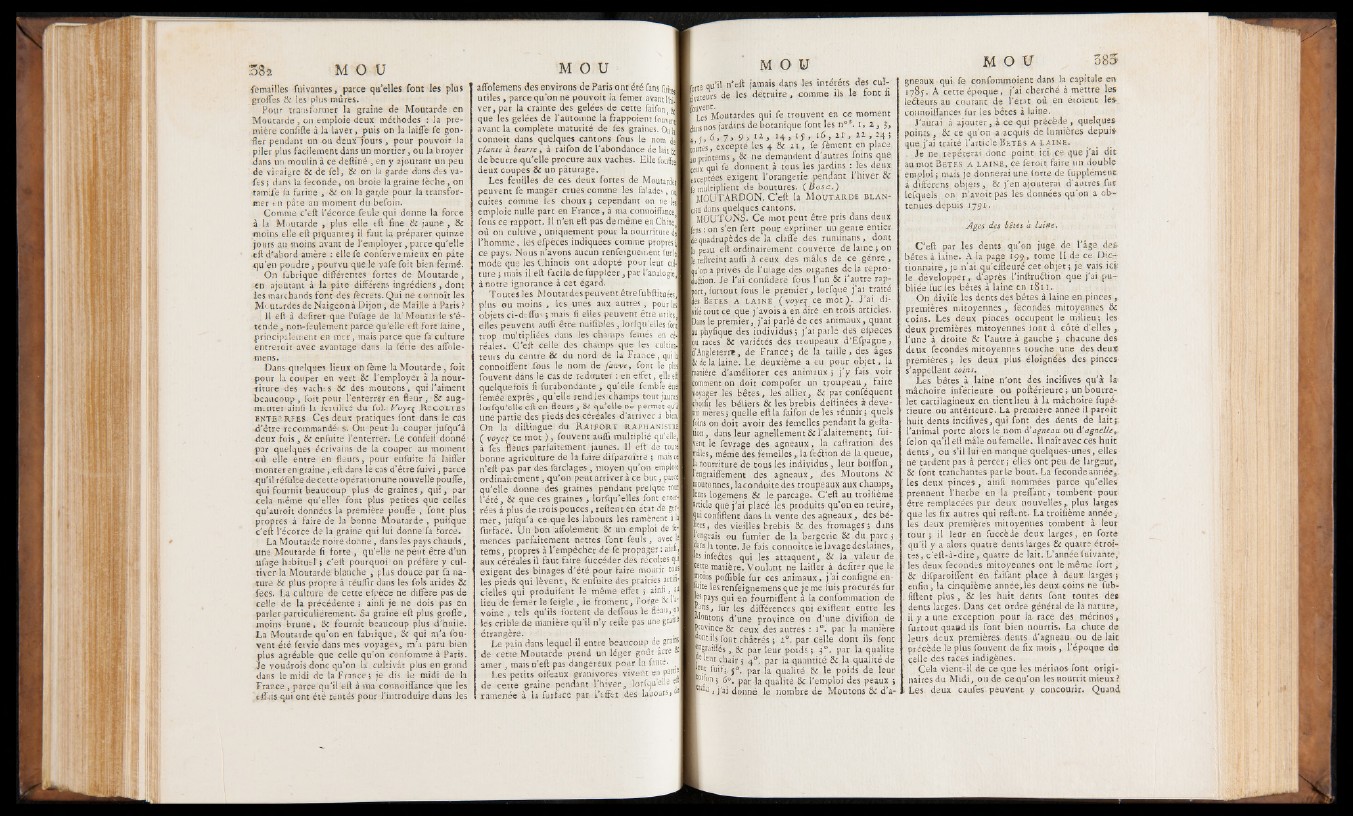 382 M O U
semailles suivantes, parce qu'elles sont les plus
grosses & les plus mûres.
Pour transformer la graine de Moutarde en
Moutarde, on emploie deux méthodes : la pre-
mière consiste à la laver, puis on la laisse se gon-
fler pendant un ou deux jours, pour pouvoir la
piler plus facilement dans un mortier, ou la broyer
dans un moulin à ce destiné, en y ajoutant un peu
de vinaigre & de sel, & on la garde dans des va-
ses; dans la seconde, on broie la graine sèche, on
tamise la farine, & on la garde pour la transfor-
mer en pâte au moment du besoin.
Comme c'est l'écorce seule qui donne la force
à la Moutarde, plus elle est fine & jaune, &
moins elle est piquante; il faut la préparer quinze
jours au moins avant de l'employer, parce qu'elle
est d'abord amère : elle se conserve mieux en pâte
qu'en poudre, pourvu que le vase soit bien fermé.
On fabrique différentes sortes de Moutarde,
en ajoutant à la pâte différens ingrédiens, dont
les marchands font des secrets. Qui ne connoît les
Moutardes de Naigeon à Dijon, de Maille à Paris?
Il est à desirer que l'usage de la Moutarde s'é-
tende, non-seulement parce qu'elle est fort saine,
principalement en mer, mais parce que sa culture
entreroit avec avantage dans la série des assole-
mens.
Dans quelques lieux on sème la Moutarde, soit
pour la couper en vert & l'employer à la nour-
riture des vaches & des moutons, qui l'aiment
beaucoup, soit pour l'enterrer en fleur, & aug-
menter ainsi la fertilité du sol. Voyez RÉCOLTES
ENTERRÉES. Ces deux pratiques sont dans le cas
d'être recommandées. On peut la couper jusqu'à
deux fois, & ensuite l'enterrer. Le conseil donné
par quelques écrivains de la couper au moment
où elle entre en fleurs, pour ensuite la laisser
monter en graine, est dans le cas d'être suivi, parce
qu'il résulte de cette opération une nouvelle pousse,
qui fournit beaucoup plus de graines, qui, par
cela même qu'elles sont plus petites que celles
qu'auroit données la première pousse, sont plus
propres à faire de la bonne Moutarde, puisque
c'est l'écorce de la graine qui lui donne sa force.
La Moutarde noire donne, dans les pays chauds,
une Moutarde si forte, qu'elle ne peut être d'un
usage habituel; c'est pourquoi on préfère y cul-
tiver la Moutarde blanche, plus douce par sa na-
ture & plus propre à réussir dans les sols arides &
secs. La culture de cette espèce ne diffère pas de
celle de la précédente; ainsi je ne dois pas en
parler particulièrement. Sa graine est plus grosse,
moins brune, & fournit beaucoup plus d'huile.
La Moutarde qu'on en fabrique, & qui m'a sou-
vent été servie dans mes voyages, m'a paru bien
plus agréable que celle qu'on consomme à Paris.
Je voudrois donc qu'on la cultivât plus en grand
dans le midi de la France; je dis le midi de la
France, parce qu'il est à ma connoissance que les
essais qui ont été tentés pour l'introduire dans les
M O U
assolemens des environs de Paris ont été sans suites
utiles, parce qu'on ne pouvoit la semer avant l'hi-
ver, par la crainte des gelées de cette saison, &
que les gelées de l'automne la frappoient souvent
avant la complète maturité de ses graines. On la
connoît dans quelques cantons sous le nom de
plante à beurre, à raison de l'abondance de lait &
de beurre qu'elle procure aux vaches. Elle suffit à
deux coupes & un pâturage.
Les feuilles de ces deux sortes de Moutarde
peuvent se manger crues comme les salades, ou
cuites comme les choux; cependant on ne les
emploie nulle part en France, à ma connoissance,
sous ce rapport. Il n'en est pas de même en Chine,
où on cultive, uniquement pour la nourriture de
l'homme, les espèces indiquées comme propres à
ce pays. Nous n'avons aucun renseignement sur le
mode que les Chinois ont adopté pour leur cul-
ture; mais il est facile de suppléer, par l'analogie,
à notre ignorance à cet égard.
Toutes les Moutardes peuvent être substituées,
plus ou moins, les unes aux autres, pour les
objets ci-dessus; mais si elles peuvent être utiles,
elles peuvent aussi être nuisibles, lorsqu'elles sont
trop multipliées dans les champs semés en cé-
réales. C'est celle des champs que les cultiva-
teurs du centre & du nord de la France, qui la
connoissent sous le nom de sanve, sont le plus
souvent dans le cas de redouter : en effet, elle est
quelquefois si surabondante, qu'elle semble être
semée exprès, qu'elle rend les champs tout jaunes
lorsqu'elle est en fleurs, & qu'elle ne permet qu'à
une partie des pieds des céréales d'arriver à bien.
On la distingue du RAIFORT RAPHANISTRE
(voyez ce mot), souvent aussi multiplié qu'elle,
à ses fleurs parfaitement jaunes. Il est de toute
bonne agriculture de la faire disparoître; mais ce
n'est pas par des sarclages, moyen qu'on emploie
ordinairement, qu'on peut arriver à ce but, parce
qu'elle donne des graines pendant presque tout
l'été, & que ces graines, lorsqu'elles sont enter-
rées à plus de trois pouces, restent en état de ger-
mer, jusqu'à ce que les labours les ramènent à la
surface. Un bon assolement & un emploi de se-
mences parfaitement nettes sont seuls, avec le
tems, propres à l'empêcher de se propager : ainsi,
aux céréales il faut faire succéder des récoltes qui
exigent des binages d'été pour faire mourir tous
les pieds qui lèvent, & ensuite des prairies artifi-
cielles qui produisent le même effet; ainsi, au
lieu de semer le seigle, le froment, l'orge & l'a-
voine, tels qu'ils sortent de dessous le fléau, on
les crible de manière qu'il n'y reste pas une graine
étrangère.
Le pain dans lequel il entre beaucoup de graine
de cette Moutarde prend un léger goût âcre &
amer, mais n'est pas dangereux pour la santé.
Les petits oiseaux granivores vivent en partie
de cette graine pendant l'hiver, lorsqu'elle est
ramenée à la surface par l'effet des labours, &
M O U
qu'il n'est jamais dans les intérêts des cul-
tivateurs de les détruire, comme ils le font si
souvent.
Les Moutardes qui se trouvent en ce moment
dans nos jardins de botanique sont les nos. 1, 2, 3,
4, 5, 6, 7, 9, 12, 14, 15, 16, 21, 22, 24;
toutes, excepté les 4 & 21, se sèment en place
au printems, & ne demandent d'autres soins que
ceux qui se donnent à tous les jardins : les deux
exceptées exigent l'orangerie pendant l'hiver &
se multiplient de boutures. (Bosc.)
MOUTARDON. C'est la MOUTARDE BLAN-
CHE dans quelques cantons.
MOUTONS. Ce mot peut être pris dans deux
sens : on s'en sert pour exprimer un genre entier
de quadrupèdes de la classe des ruminans, dont
la peau est ordinairement couverte de laine; on
le restreint aussi à ceux des mâles de ce genre,
qu'on a privés de l'usage des organes de la repro-
duction. Je l'ai considéré sous l'un & l'autre rap-
port, surtout sous le premier, lorsque j'ai traité
des BETES A LAINE (voyez ce mot). J'ai di-
visé tout ce que j'avois à en dire en trois articles.
Dans le premier, j'ai parlé de ces animaux, quant
au physique des individus; j'ai parlé des espèces
ou races & variétés des troupeaux d'Espagne,
d'Angleterre, de France; de la taille, des âges
& de la laine. Le deuxième a eu pour objet, la
manière d'améliorer ces animaux; j'y fais voir
comment on doit composer un troupeau, faire
voyager les bêtes, les allier, & par conséquent
choisir les béliers & les brebis destinées à deve-
nir mères; quelle est la saison de les réunir; quels
soins on doit avoir des femelles pendant la gesta-
tion, dans leur agnellement & l'alaitement; sui-
vent le sevrage des agneaux, la castration des
mâles, même des femelles, la section de la queue,
la nourriture de tous les individus, leur boisson,
l'engraissement des agneaux, des Moutons &
moutonnes, la conduite des troupeaux aux champs,
leurs logemens & le parcage. C'est au troisième
article que j'ai placé les produits qu'on en retire,
qui consistent dans la vente des agneaux, des bé-
liers, des vieilles brebis & des fromages; dans
l'engrais ou fumier de la bergerie & du parc;
dans la tonte. Je fais connoître le lavage des laines,
les insectes qui les attaquent, & la valeur de
cette matière. Voulant ne laisser à desirer que le
moins possible sur ces animaux, j'ai consigné en-
suite les renseignemens que je me suis procurés sur
les pays qui en fournissent à la consommation de
Paris, sur les différences qui existent entre les
Moutons d'une province ou d'une division de
province & ceux des autres : 1°. par la manière
dont ils sont châtrés; 2°. par celle dont ils sont
engraissés, & par leur poids; 3°. par la qualité
de leur chair; 4°. par la quantité & la qualité de
leur suif; 5°. par la qualité & le poids de leur
toison; 6°. par la qualité & l'emploi des peaux;
enfin, j'ai donné le nombre de Moutons & d'a-
M O U 383
gneaux qui se consommoient dans la capitale en
1785. A cette époque, j'ai cherché à mettre les
lecteurs au courant de l'état où en étoient les
connoissances sur les bêtes à laine.
J'aurai à ajouter, à ce qui précède, quelques
points, & ce qu'on a acquis de lumières depuis
que j'ai traité l'article BETES A LAINE.
Je ne répéterai donc point ici ce que j'ai dit
au mot BETES A LAINE, ce seroit faire un double
emploi; mais je donnerai une sorte de supplément
à différens objets, & j'en ajouterai d'autres sur
lesquels on n'avoit pas les données qu'on a ob-
tenues depuis 1791.
Ages des bêtes à laine.
C'est par les dents qu'on juge de l'âge des
bêtes à laine. À la page 199, tome II de ce Dic-
tionnaire, je n'ai qu'effleuré cet objet; je vais ici
le développer, d'après l'instruction que j'ai pu-
bliée sur les bêtes à laine en 1811.
On divise les dents des bêtes à laine en pinces,
premières mitoyennes, secondes mitoyennes &
coins. Les deux pinces occupent le milieu; les
deux premières mitoyennes sont à côté d'elles,
l'une à droite & l'autre à gauche; chacune des
deux secondes mitoyennes touche une des deux
premières; les deux plus éloignées des pinces
s'appellent coins.
Les bêtes à laine n'ont des incisives qu'à la
mâchoire inférieure ou postérieure; un bourre-
let cartilagineux en tient lieu à la mâchoire supé-
rieure ou antérieure. La première année il paroît
huit dents incisives, qui sont des dents de lait;
l'animal porte alors le nom d'agneau ou d'agnelle,
selon qu'il est mâle ou femelle. Il naît avec ces huit
dents, ou s'il lui en manque quelques-unes, elles
ne tardent pas à percer; elles ont peu de largeur,
& sont tranchantes par le bout. La seconde année,
les deux pinces, ainsi nommées parce qu'elles
prennent l'herbe en la pressant, tombent pour
être remplacées par deux nouvelles, plus larges
que les six autres qui restent. La troisième année,
les deux premières mitoyennes tombent à leur
tour; il leur en succède deux larges, en sorte
qu'il y a alors quatre dents larges & quatre étroi-
tes, c'est-à-dire, quatre de lait. L'année suivante,
les deux secondes mitoyennes ont le même sort,
& disparoissent en faisant place à deux larges;
enfin, la cinquième année, les deux coins ne sub-
sistent plus, & les huit dents sont toutes des
dents larges. Dans cet ordre général de la nature,
il y a une exception pour la race des mérinos,
surtout quand ils sont bien nourris. La chute de
leurs deux premières dents d'agneau ou de lait
précède le plus souvent de six mois, l'époque de
celle des races indigènes.
Cela vient-il de ce que les mérinos sont origi-
naires du Midi, ou de ce qu'on les nourrit mieux?
Les deux causes peuvent y concourir. Quand